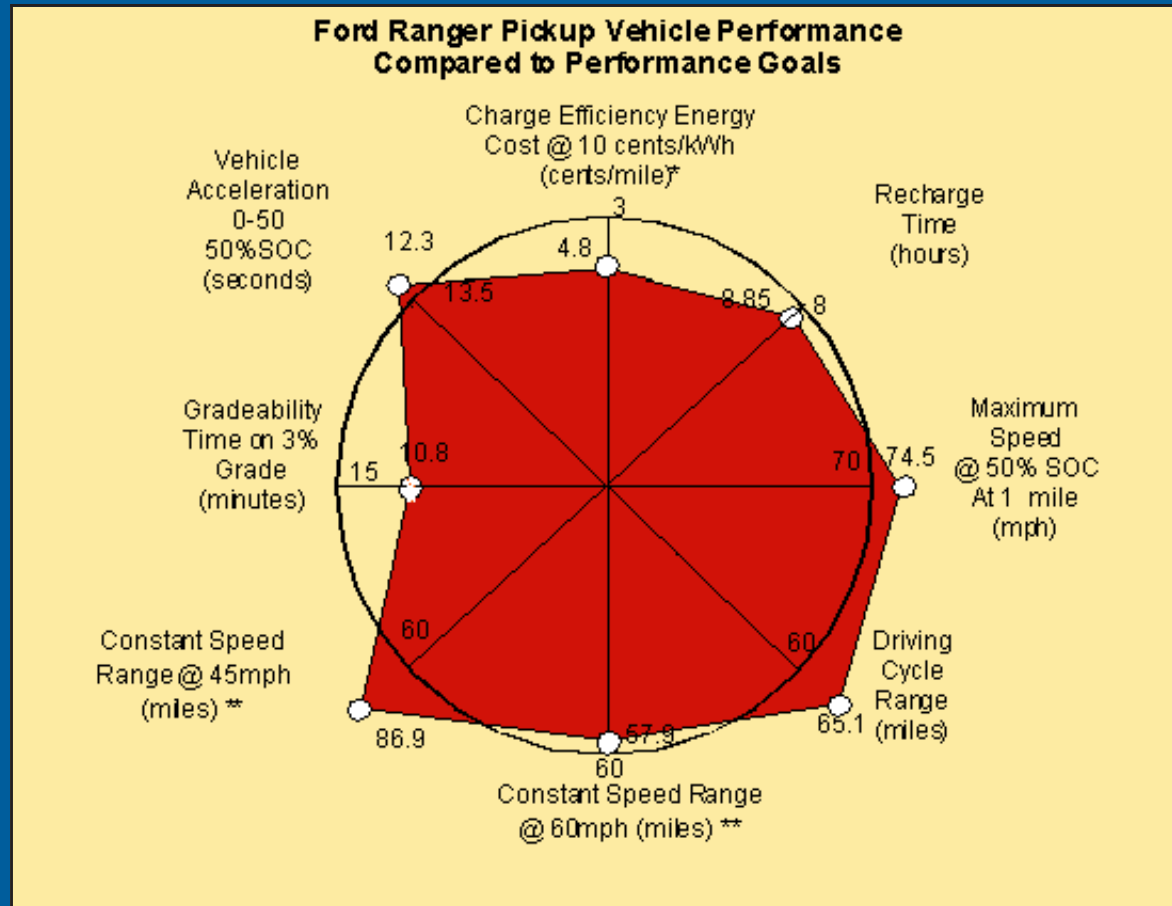 Ford Ranger Pickup Vehicle Performance
Compared to Performance Goals
Charge Efficiency Energy
Cost @ 10 cents/kWh
(cents/mile)*
3
4.8
Recharge
Time
(hours)
8.85
8
Maximum
Speed
@ 50% SOC
At 1 mile
(mph)
70
74.5
Driving
Cycle
Range
(miles)
60
65.1
57.9
60
Constant Speed Range
@ 60mph (miles) **
Constant Speed
Range @ 45mph
(miles) **
60
86.9
Gradeability
Time on 3%
Grade
(minutes)
15
10.8
Vehicle
Acceleration
0-50
50%SOC
(seconds)
12.3
13.5